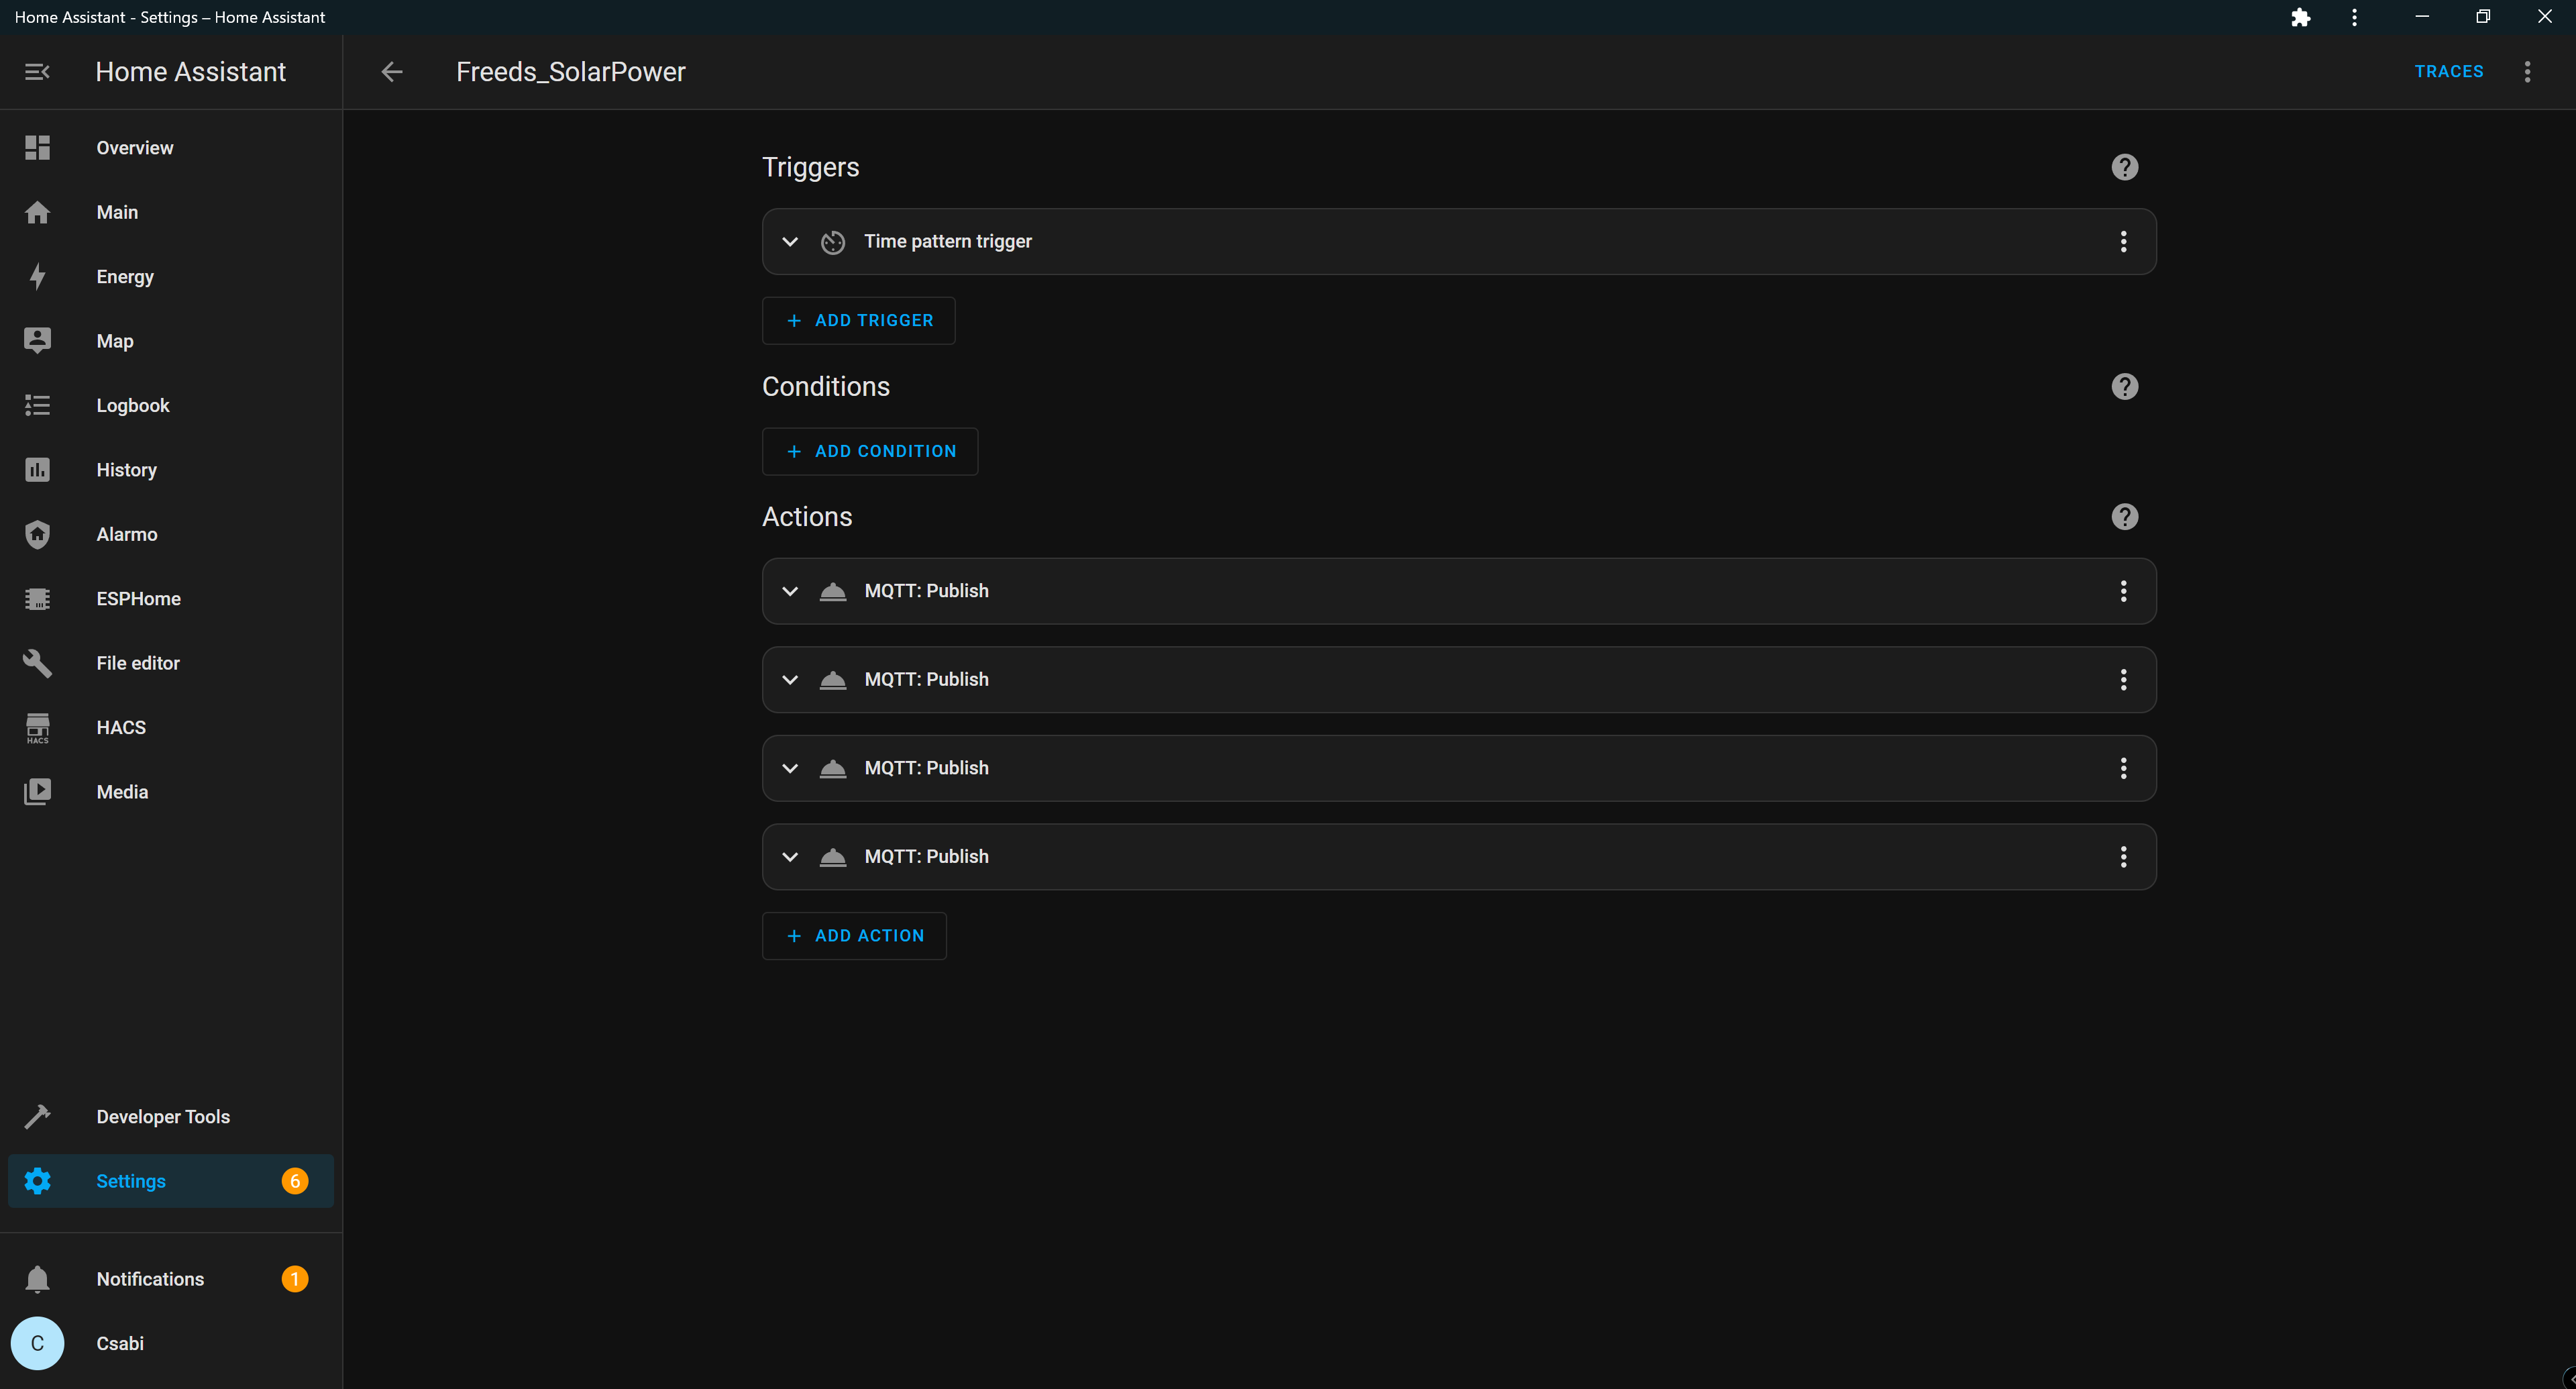 Home Assistant - Settings – Home Assistant
Home Assistant
Freeds_SolarPower
TRACES
Overview
Main
Energy
Map
Logbook
History
Alarmo
ESPHome
File editor
HACS
HACS
Media
Developer Tools
Settings
6
Notifications
1
C
Csabi
Triggers
Time pattern trigger
+ ADD TRIGGER
Conditions
+ ADD CONDITION
Actions
MQTT: Publish
MQTT: Publish
MQTT: Publish
MQTT: Publish
+ ADD ACTION